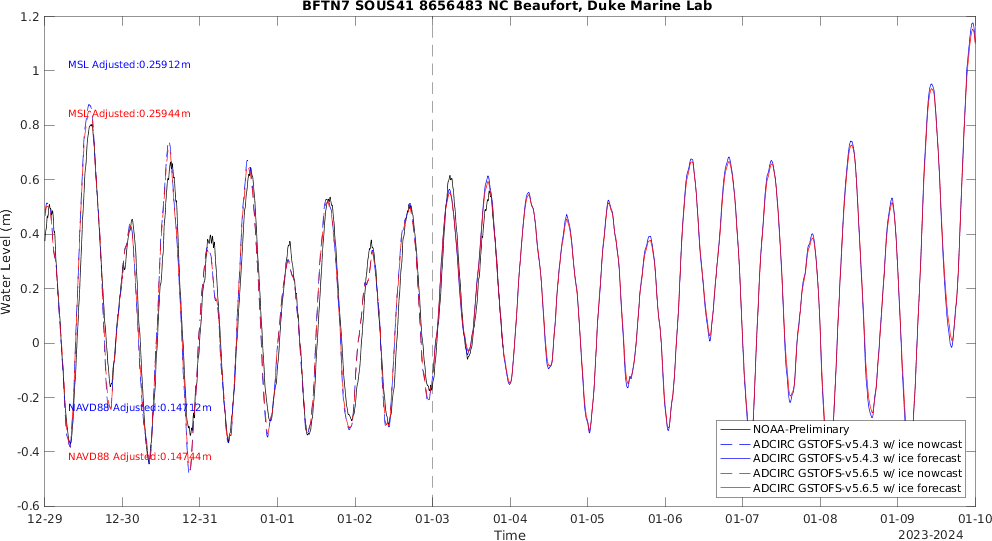 BFTN7 SOUS41 8656483 NC Beaufort, Duke Marine Lab
1.2
1
0.8
0.6
0.4
0.2
0
-0.2
-0.4
-0.6
Water Level (m)
MSL Adjusted:0.25912m
MSL Adjusted:0.25944m
NAVD88 Adjusted:0.14712m
NAVD88 Adjusted:0.14744m
NOAA-Preliminary
ADCIRC GSTOFS-v5.4.3 w/ ice nowcast
ADCIRC GSTOFS-v5.4.3 w/ ice forecast
ADCIRC GSTOFS-v5.6.5 w/ ice nowcast
ADCIRC GSTOFS-v5.6.5 w/ ice forecast
12-29 12-30 12-31 01-01 01-02 01-03 01-04 01-05 01-06 01-07 01-08 01-09 01-10
Time
2023-2024